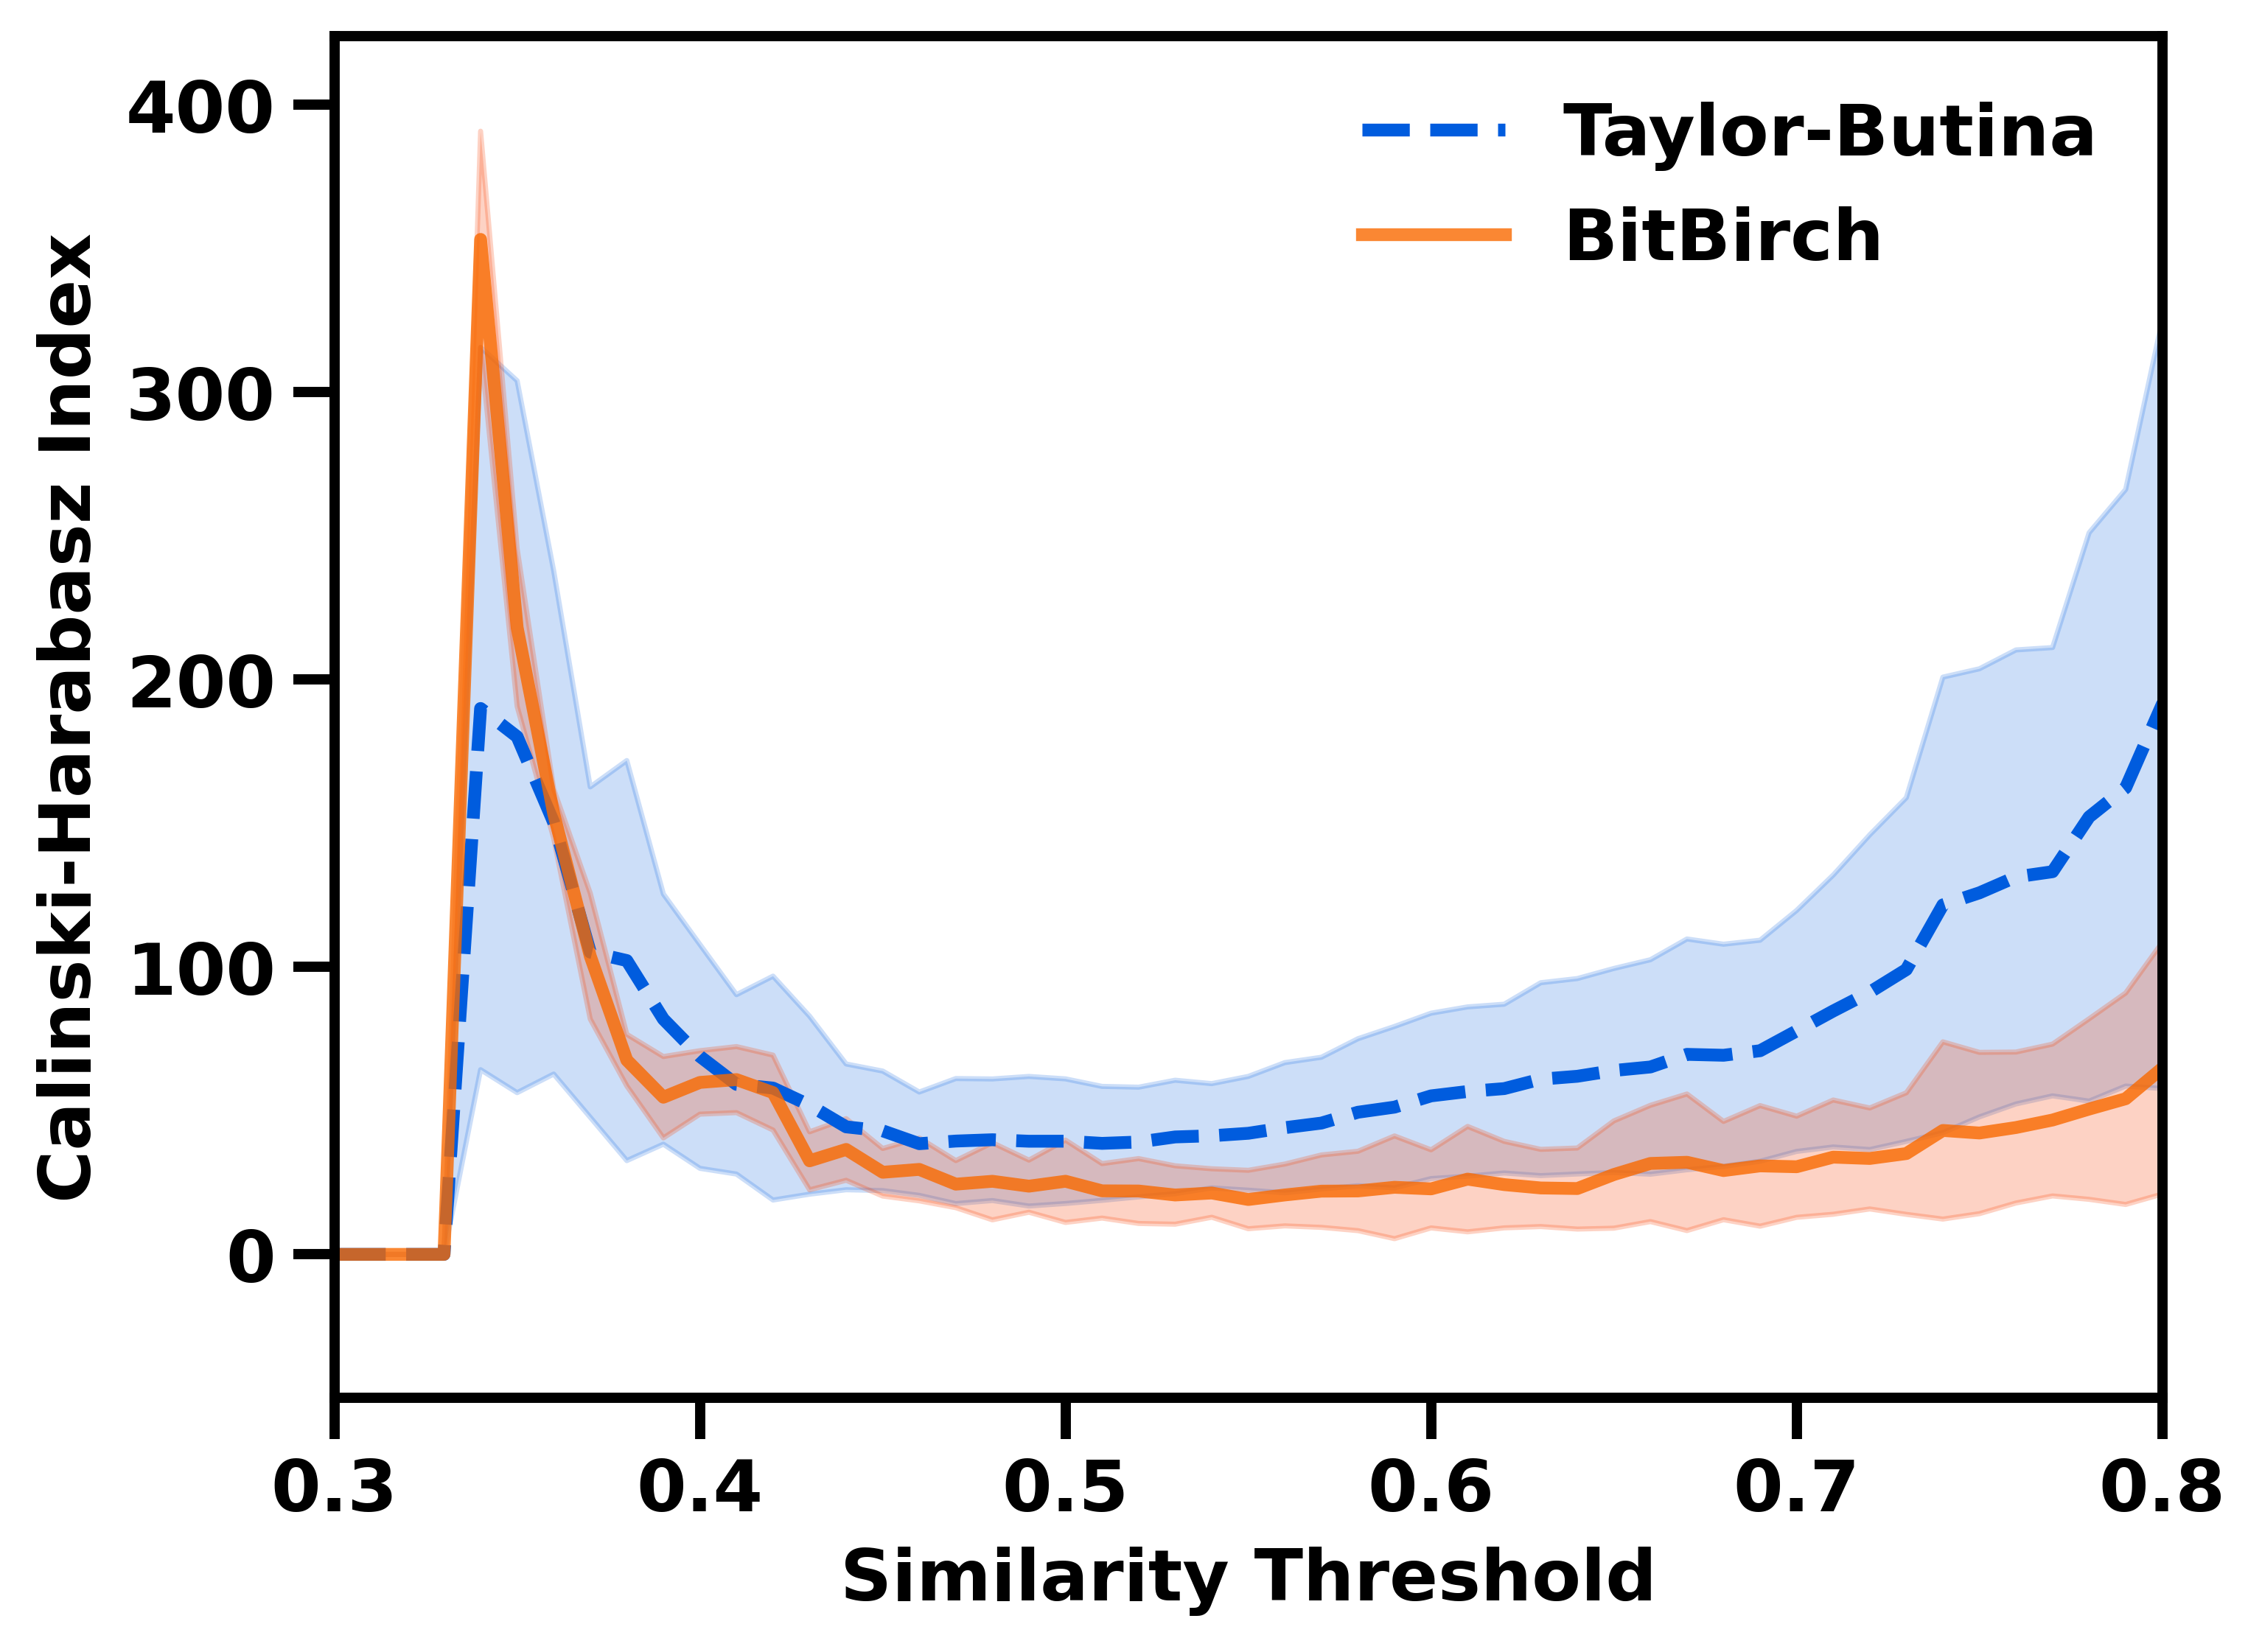 Calinski-Harabasz Index
400
300
200
100
0
Taylor-Butina
BitBirch
0.3 0.4 0.5 0.6 0.7 0.8
Similarity Threshold